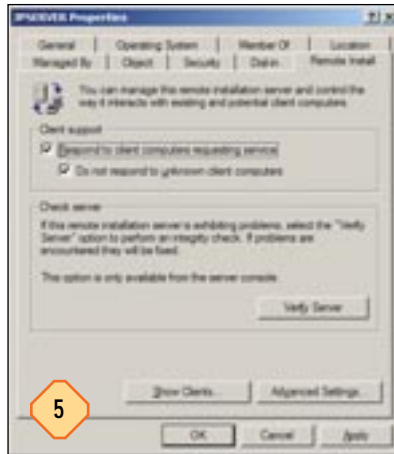 JPSERVER Properties
General Operating System Member Of Location
Managed By Object Security Dial-in Remote Install
You can manage this remote installation server and control the
way it interacts with existing and potential client computers.
Client support
Respond to client computers requesting service
Do not respond to unknown client computers
Check server
If this remote installation server is exhibiting problems, select the "Verify
Server" option to perform an integrity check. If problems are
encountered they will be fixed.
This option is only available from the server console.
Verify Server
Show Clients... Advanced Settings...
OK Cancel Apply
5